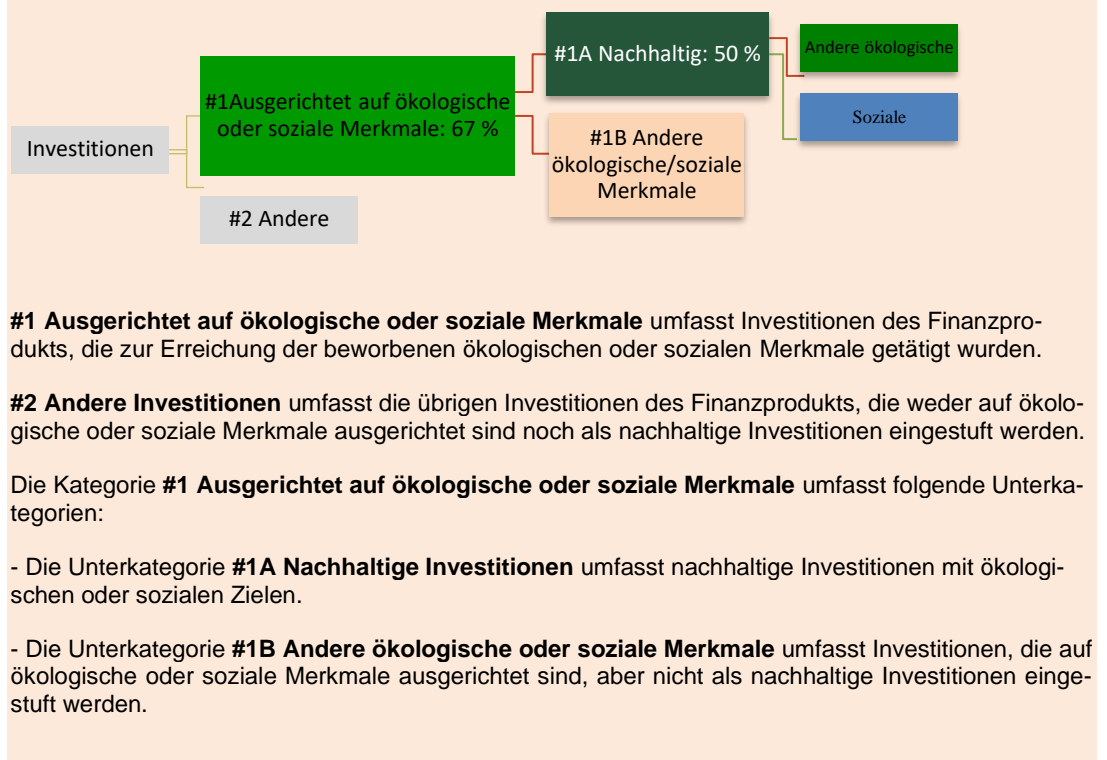 #1A Nachhaltig: 50 %
Andere ökologische
#1Ausgerichtet auf ökologische
oder soziale Merkmale: 67 %
Soziale
Investitionen
#1B Andere
ökologische/soziale
Merkmale
#2 Andere
#1 Ausgerichtet auf ökologische oder soziale Merkmale umfasst Investitionen des Finanzpro-
dukts, die zur Erreichung der beworbenen ökologischen oder sozialen Merkmale getätigt wurden.
#2 Andere Investitionen umfasst die übrigen Investitionen des Finanzprodukts, die weder auf ökolo-
gische oder soziale Merkmale ausgerichtet sind noch als nachhaltige Investitionen eingestuft werden.
Die Kategorie #1 Ausgerichtet auf ökologische oder soziale Merkmale umfasst folgende Unterka-
tegorien:
- Die Unterkategorie #1A Nachhaltige Investitionen umfasst nachhaltige Investitionen mit ökologi-
schen oder sozialen Zielen.
- Die Unterkategorie #1B Andere ökologische oder soziale Merkmale umfasst Investitionen, die auf
ökologische oder soziale Merkmale ausgerichtet sind, aber nicht als nachhaltige Investitionen einge-
stuft werden.